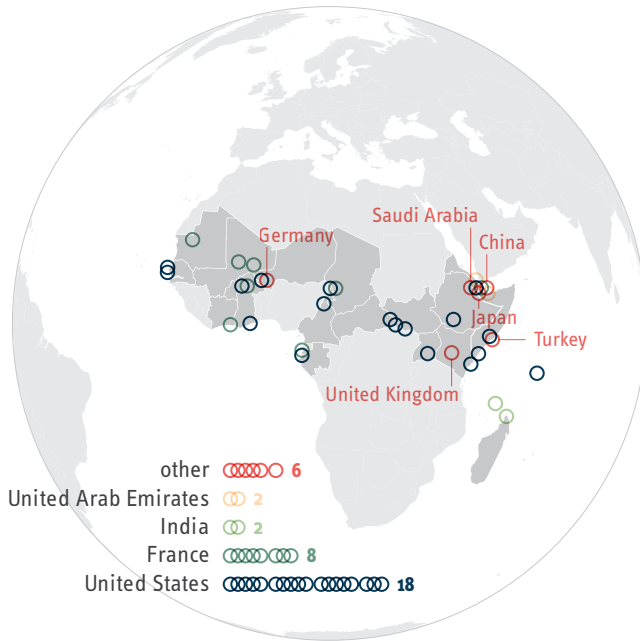 Saudi Arabia
China
Germany
Japan
Turkey
United Kingdom
other 6
United Arab Emirates 2
India 2
France 8
United States 18